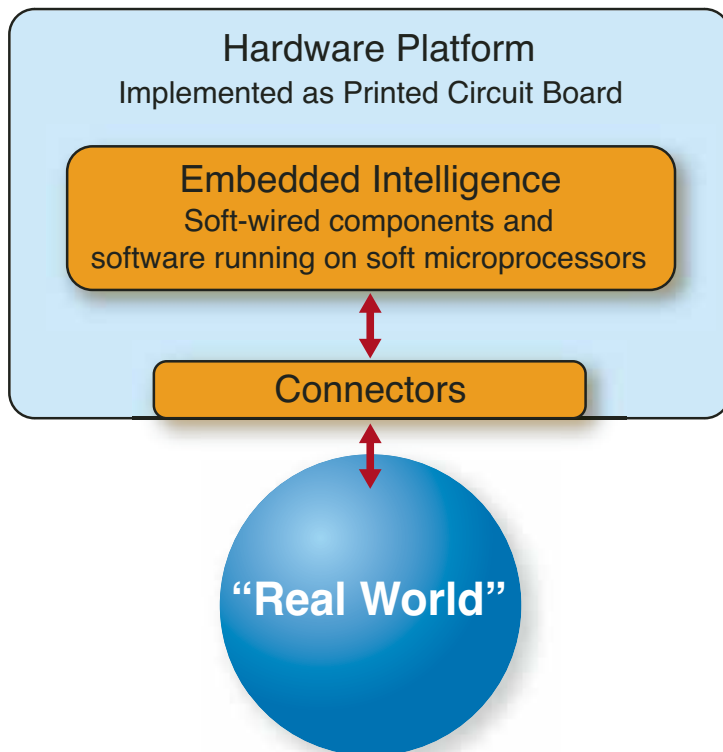 Hardware Platform
Implemented as Printed Circuit Board
Embedded Intelligence
Soft-wired components and
software running on soft microprocessors
Connectors
“Real World”